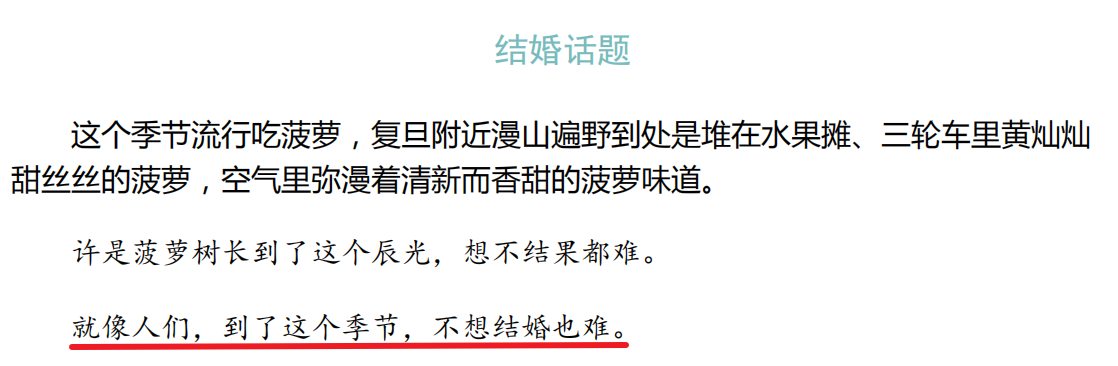 结婚话题
这个季节流行吃菠萝，复旦附近漫山遍野到处是堆在水果摊、三轮车里黄灿灿
甜丝丝的菠萝，空气里弥漫着清新而香甜的菠萝味道。
许是菠萝树长到了这个辰光，想不结果都难。
就像人们，到了这个季节，不想结婚也难。